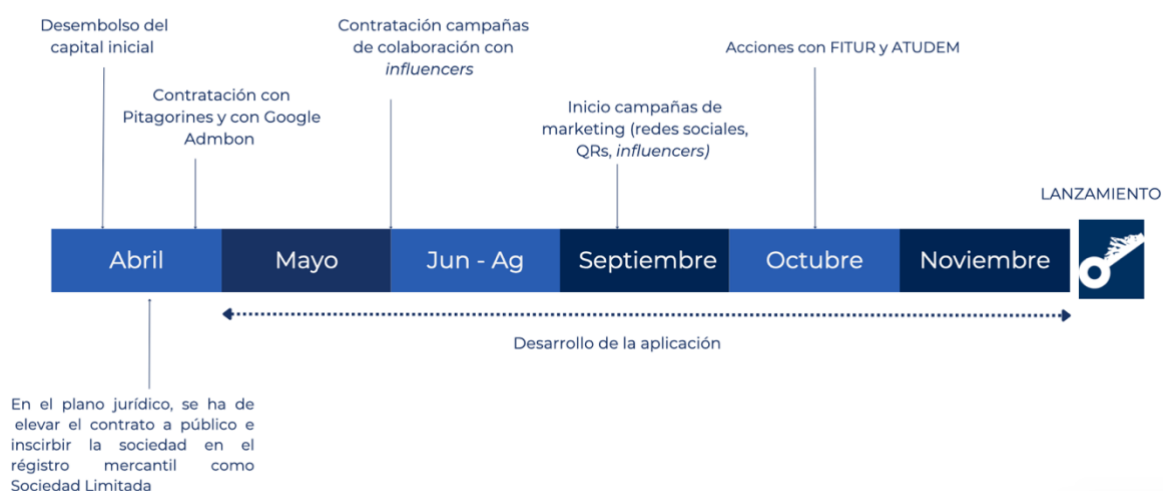 Desembolso del
capital inicial
Contratación con
Pitagorines y con Google
Admbon
Contratación campañas
de colaboración con
influencers
Inicio campañas de
marketing (redes sociales,
QRs, influencers)
Acciones con FITUR y ATUDEM
LANZAMIENTO
Abril
Mayo
Jun - Ag
Septiembre
Octubre
Noviembre
Desarrollo de la aplicación
En el plano jurídico, se ha de
elevar el contrato a público e
inscirbir la sociedad en el
régistro mercantil como
Sociedad Limitada